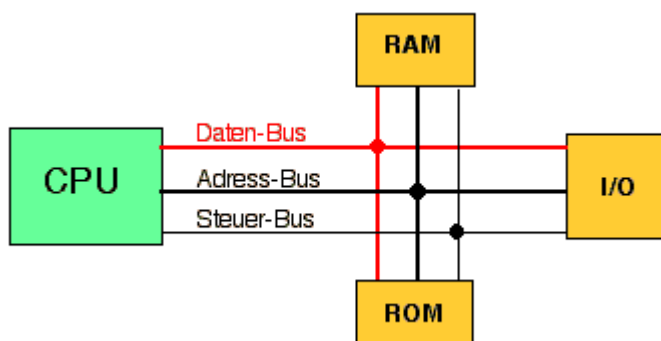 RAM
Daten-Bus
CPU
Adress-Bus
I/O
Steuer-Bus
ROM